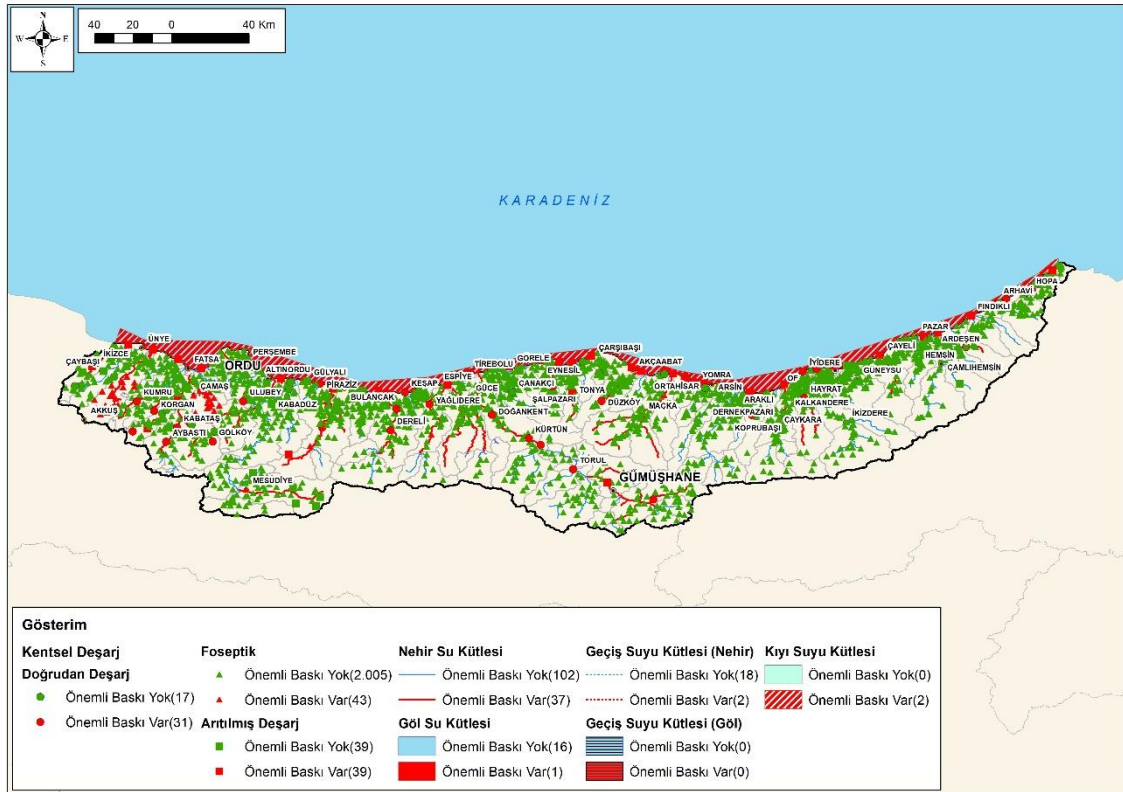 N
W E
S
40 20 0 40 Km
KARADENİZ
HOPA
ARHAVİ
FINDIKLI
PAZAR
ARDEŞEN
ÇAYELİ
HEMŞİN
ÇAMLIHEMŞİN
GÜNEYSU
İYİDERE
OF
HAYRAT
KALKANDERE
İKİZDERE
ÇAYKARA
ARAKLI
DERNEKPAZARI
KOPRUBAŞI
ARSİN
YOMRA
ORTAHİSAR
MAÇKA
AKÇAABAT
ÇARŞIBAŞI
DÜZKÖY
TONYA
ŞALPAZARI
EYNESİL
GÖRELE
ÇANAKÇI
TİREBOLU
GÜCE
DOĞANKENT
ESPİYE
YAĞLIDERE
KEŞAP
DERELİ
BULANCAK
PİRAZİZ
GÜLYALI
ALTINORDU
KABADÜZ
ULUBEY
PERŞEMBE
ORDU
FATSA
ÜNYE
İKİZCE
ÇAYBAŞI
ÇAMAŞ
KUMRU
KORGAN
AKKUŞ
KABATAŞ
AYBASTI
GÖLKÖY
MESUDİYE
KÜRTÜN
TORUL
GÜMÜŞHANE
Gösterim
Kentsel Deşarj
Doğrudan Deşarj
Önemli Baskı Yok(17)
Önemli Baskı Var(31)
Foseptik
Önemli Baskı Yok(2.005)
Önemli Baskı Var(43)
Arıtılmış Deşarj
Önemli Baskı Yok(39)
Önemli Baskı Var(39)
Nehir Su Kütlesi
Önemli Baskı Yok(102)
Önemli Baskı Var(37)
Göl Su Kütlesi
Önemli Baskı Yok(16)
Önemli Baskı Var(1)
Geçiş Suyu Kütlesi (Nehir)
Önemli Baskı Yok(18)
Önemli Baskı Var(2)
Geçiş Suyu Kütlesi (Göl)
Önemli Baskı Yok(0)
Önemli Baskı Var(0)
Kıyı Suyu Kütlesi
Önemli Baskı Yok(0)
Önemli Baskı Var(2)